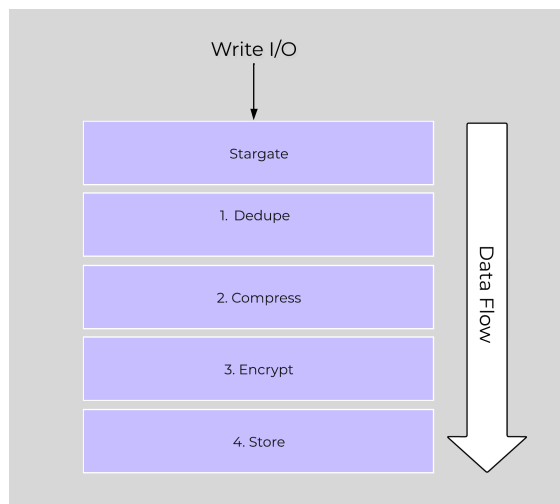 Write I/O
Stargate
1. Dedupe
2. Compress
3. Encrypt
4. Store
Data Flow